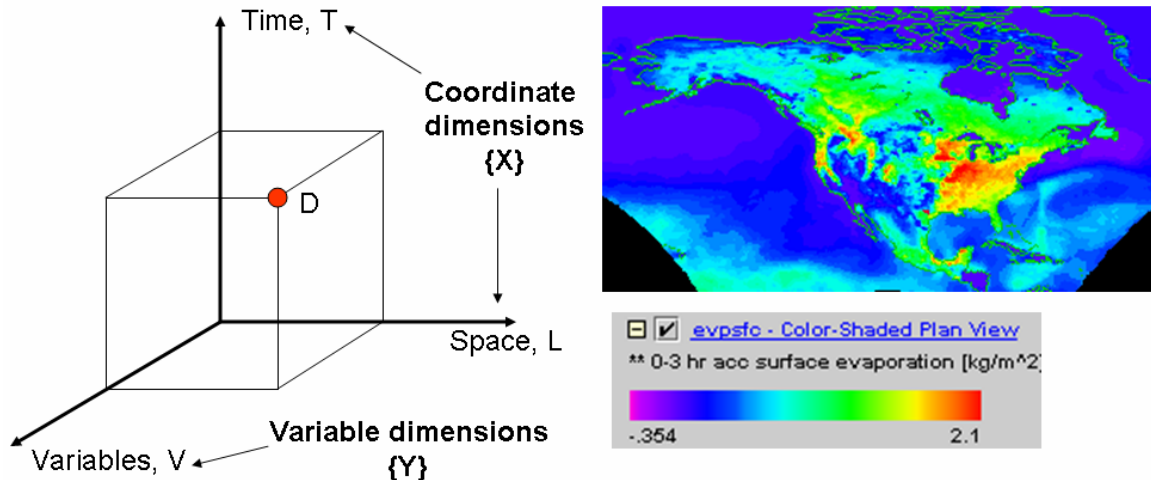 Time, T
Coordinate
dimensions
{X}
D
Space, L
Variable dimensions
{Y}
Variables, V
evpsfc - Color-Shaded Plan View
** 0-3 hr acc surface evaporation [kg/m^2]
-.354
2.1